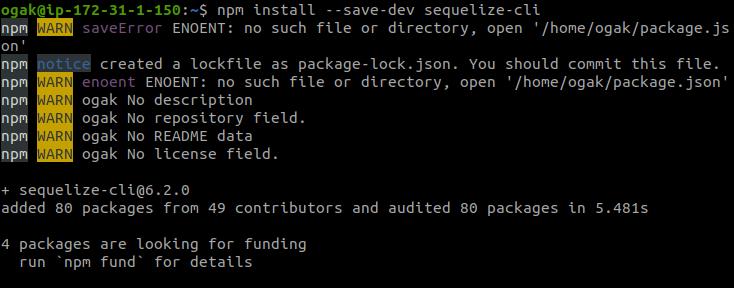 ogak@ip-172-31-1-150:~$ npm install --save-dev sequelize-cli
npm WARN saveError ENOENT: no such file or directory, open '/home/ogak/package.js
on'
npm notice created a lockfile as package-lock.json. You should commit this file.
npm WARN enoent ENOENT: no such file or directory, open '/home/ogak/package.json'
npm WARN ogak No description
npm WARN ogak No repository field.
npm WARN ogak No README data
npm WARN ogak No license field.
+ sequelize-cli@6.2.0
added 80 packages from 49 contributors and audited 80 packages in 5.481s
4 packages are looking for funding
  run `npm fund` for details